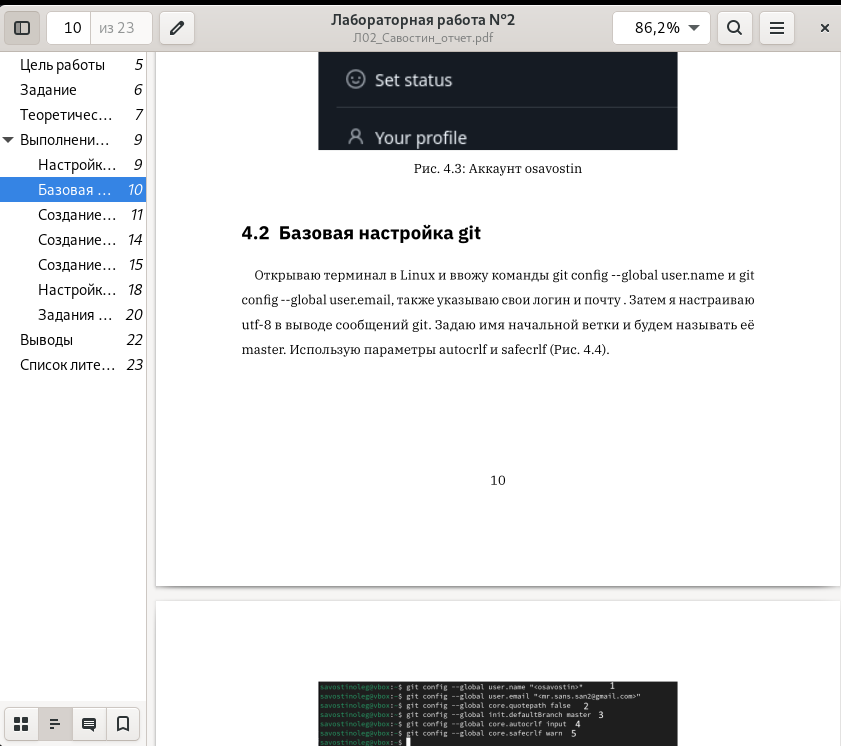 10
из 23
Лабораторная работа №2
Л02_Савостин_отчет.pdf
86,2%
Цель работы 5
Задание 6
Теоретичес… 7
Выполнени… 9
Настройк… 9
Базовая … 10
Создание… 11
Создание… 14
Создание… 15
Настройк… 18
Задания … 20
Выводы 22
Список лите… 23
Set status
Your profile
Рис. 4.3: Аккаунт osavostin
4.2 Базовая настройка git
Открываю терминал в Linux и ввожу команды git config --global user.name и git
config --global user.email, также указываю свои логин и почту . Затем я настраиваю
utf-8 в выводе сообщений git. Задаю имя начальной ветки и будем называть её
master. Использую параметры autocrlf и safecrlf (Рис. 4.4).
10
savostinoleg@vbox:~$ git config --global user.name "<osavostin>" 1
savostinoleg@vbox:~$ git config --global user.email "<mr.sans.san2@gmail.com>"
savostinoleg@vbox:~$ git config --global core.quotepath false 2
savostinoleg@vbox:~$ git config --global init.defaultBranch master 3
savostinoleg@vbox:~$ git config --global core.autocrlf input 4
savostinoleg@vbox:~$ git config --global core.safecrlf warn 5
savostinoleg@vbox:~$